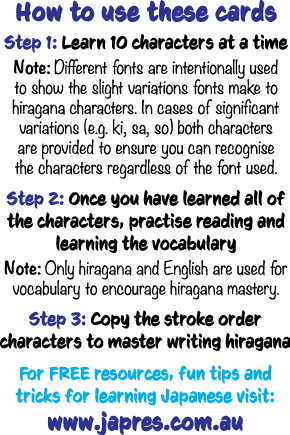 How to use these cards
Step 1: Learn 10 characters at a time
Note: Different fonts are intentionally used
to show the slight variations fonts make to
hiragana characters. In cases of significant
variations (e.g. ki, sa, so) both characters
are provided to ensure you can recognise
the characters regardless of the font used.
Step 2: Once you have learned all of
the characters, practise reading and
learning the vocabulary
Note: Only hiragana and English are used for
vocabulary to encourage hiragana mastery.
Step 3: Copy the stroke order
characters to master writing hiragana
For FREE resources, fun tips and
tricks for learning Japanese visit:
www.japres.com.au